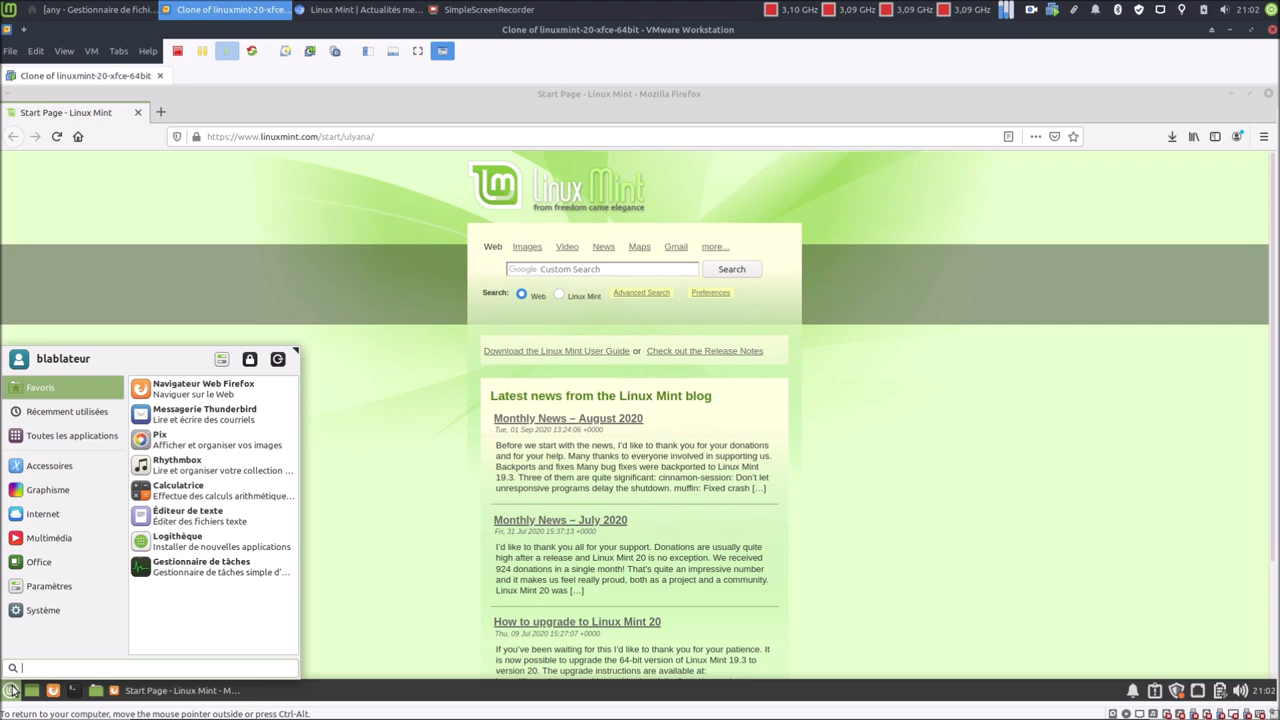 [any - Gestionnaire de fichi...
Clone of linuxmint-20-xfce...
Linux Mint | Actualités me...
SimpleScreenRecorder
3,10 GHz
3,09 GHz
3,09 GHz
3,09 GHz
21:02
Clone of linuxmint-20-xfce-64bit - VMware Workstation
File Edit View VM Tabs Help
Clone of linuxmint-20-xfce-64bit
Start Page - Linux Mint - Mozilla Firefox
Start Page - Linux Mint
https://www.linuxmint.com/start/ulyana/
Linux Mint
from freedom came elegance
Web Images Video News Maps Gmail more...
Google Custom Search
Search
Search: Web Linux Mint Advanced Search Preferences
Download the Linux Mint User Guide or Check out the Release Notes
Latest news from the Linux Mint blog
Monthly News – August 2020
Tue, 01 Sep 2020 13:24:06 +0000
Before we start with the news, I'd like to thank you for your donations
and for your help. Many thanks to everyone involved in supporting us.
Backports and fixes Many bug fixes were backported to Linux Mint
19.3. Three of them are quite significant: cinnamon-session: Don't let
unresponsive programs delay the shutdown. muffin: Fixed crash […]
Monthly News – July 2020
Fri, 31 Jul 2020 15:37:13 +0000
I'd like to thank you all for your support. Donations are usually quite
high after a release and Linux Mint 20 is no exception. We received
924 donations in a single month! That's quite an impressive number
and it makes us feel really proud, both as a project and a community.
Linux Mint 20 was […]
How to upgrade to Linux Mint 20
Thu, 09 Jul 2020 15:27:07 +0000
If you've been waiting for this I'd like to thank you for your patience. It
is now possible to upgrade the 64-bit version of Linux Mint 19.3 to
version 20. The upgrade instructions are available at:
blablateur
Favoris
Récemment utilisées
Toutes les applications
Accessoires
Graphisme
Internet
Multimédia
Office
Paramètres
Système
Navigateur Web Firefox
Naviguer sur le Web
Messagerie Thunderbird
Lire et écrire des courriels
Pix
Afficher et organiser vos images
Rhythmbox
Lire et organiser votre collection ...
Calculatrice
Effectue des calculs arithmétique...
Éditeur de texte
Éditer des fichiers texte
Logithèque
Installer de nouvelles applications
Gestionnaire de tâches
Gestionnaire de tâches simple d'...
Start Page - Linux Mint - M...
21:02
To return to your computer, move the mouse pointer outside or press Ctrl-Alt.